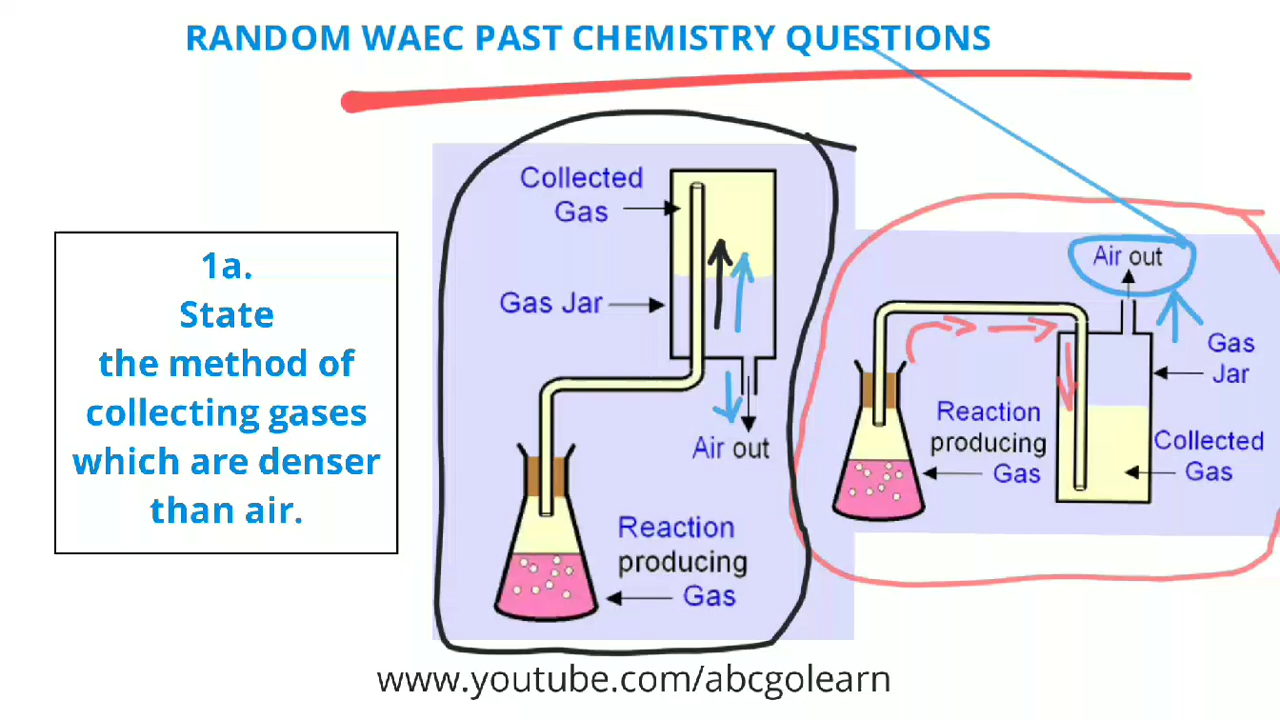 RANDOM WAEC PAST CHEMISTRY QUESTIONS
1a.
State
the method of
collecting gases
which are denser
than air.
Collected
Gas
Gas Jar
Air out
Reaction
producing
Gas
Air out
Gas
Jar
Reaction
producing
Gas
Collected
Gas
www.youtube.com/abcgolearn